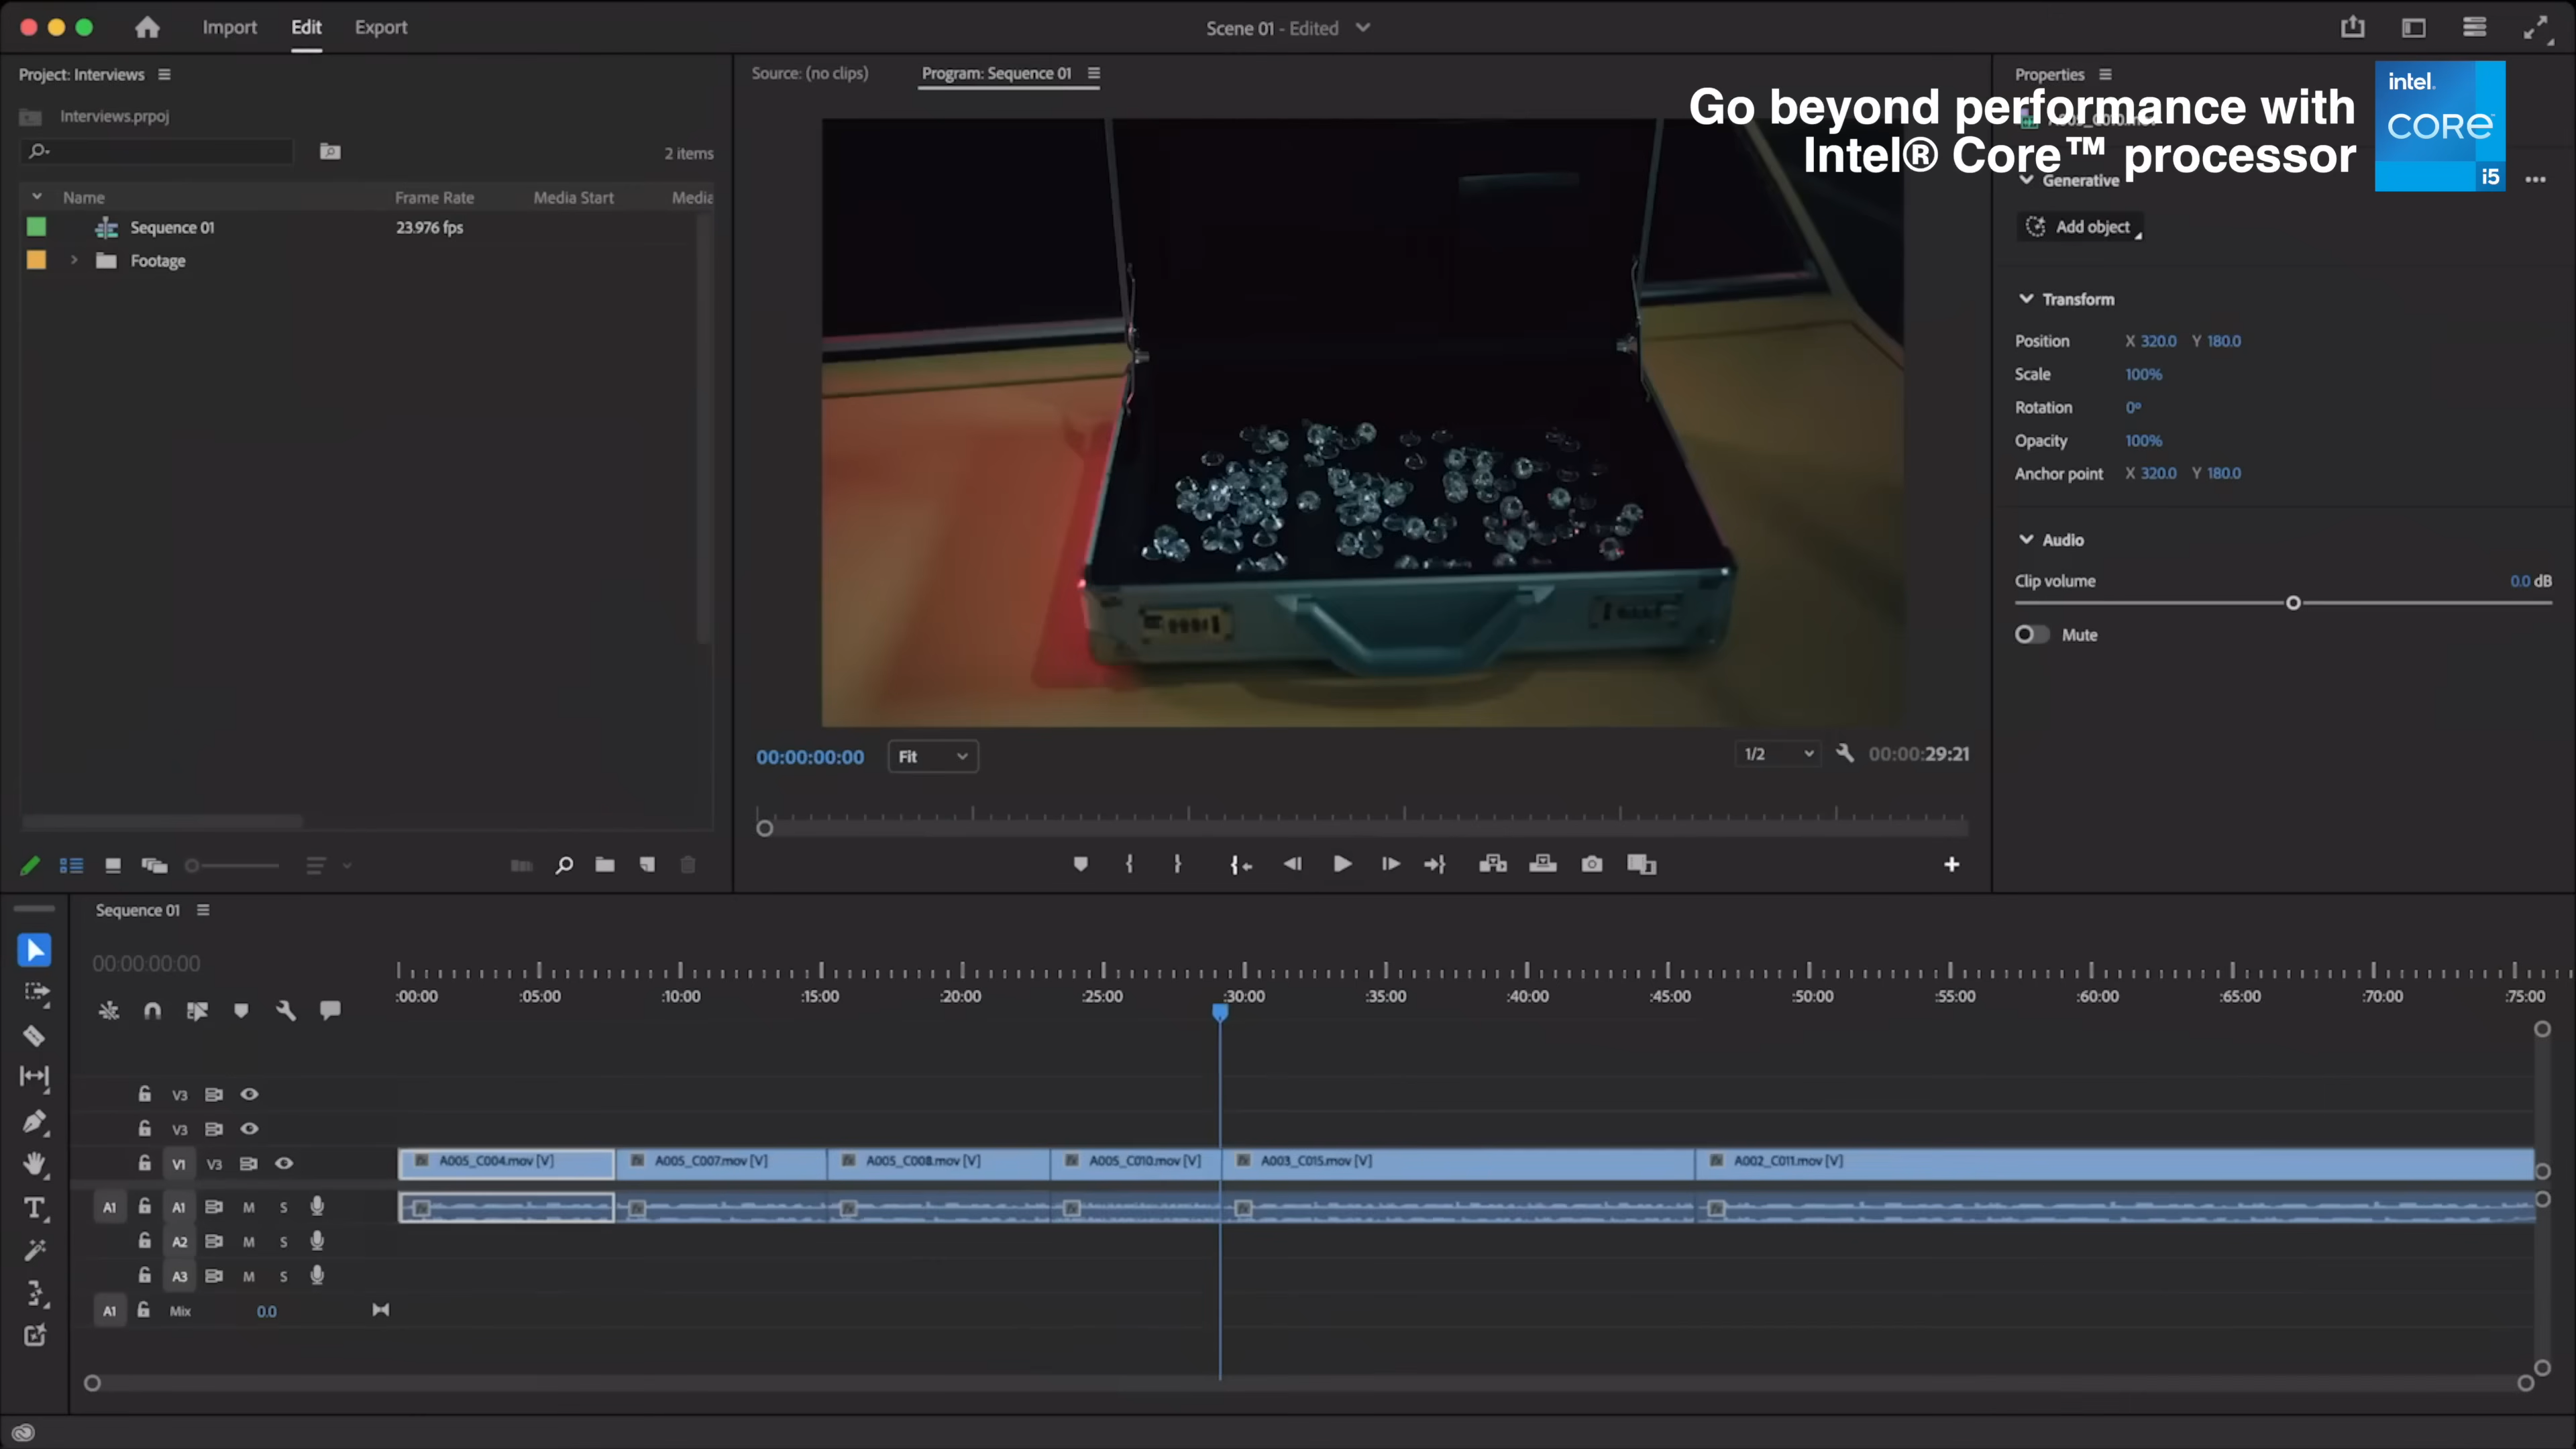 Import
Edit
Export
Scene 01 - Edited
Project: Interviews
Interviews.prpoj
2 items
Name
Frame Rate
Media Start
Media
Sequence 01
23.976 fps
Footage
Source: (no clips)
Program: Sequence 01
00:00:00:00
Fit
1/2
00:00:29:21
Properties
Go beyond performance with
Intel® Core™ processor
intel.
CORE
i5
Generative
Add object
Transform
Position X 320.0 Y 180.0
Scale 100%
Rotation 0º
Opacity 100%
Anchor point X 320.0 Y 180.0
Audio
Clip volume 0.0 dB
Mute
Sequence 01
00:00:00:00
:00:00 :05:00 :10:00 :15:00 :20:00 :25:00 :30:00 :35:00 :40:00 :45:00 :50:00 :55:00 :60:00 :65:00 :70:00 :75:00
V3
V3
V1 V3
A005_C004.mov [V] A005_C007.mov [V] A005_C008.mov [V] A005_C010.mov [V] A003_C015.mov [V] A002_C011.mov [V]
A1 A1 M S
A2 M S
A3 M S
A1 Mix 0.0